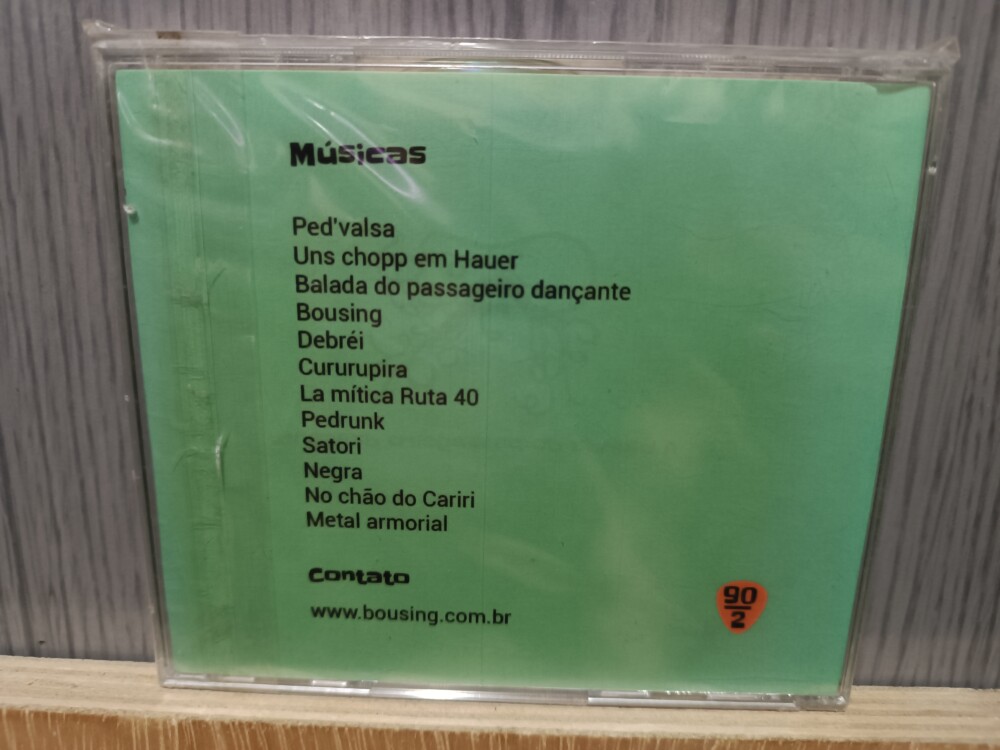 Músicas
Ped'valsa
Uns chopp em Hauer
Balada do passageiro dançante
Bousing
Debréi
Cururupira
La mítica Ruta 40
Pedrunk
Satori
Negra
No chão do Cariri
Metal armorial
Contato
www.bousing.com.br
90
2